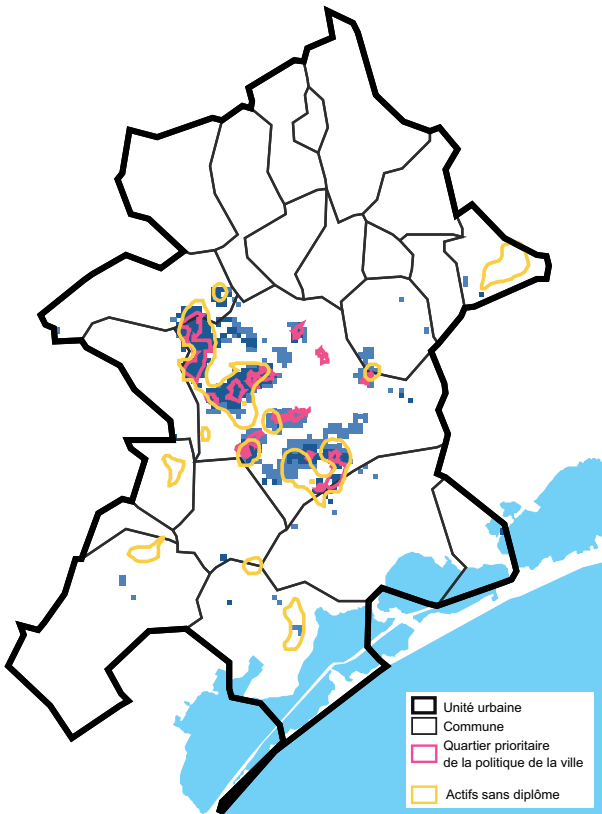 Unité urbaine
Commune
Quartier prioritaire
de la politique de la ville
Actifs sans diplôme